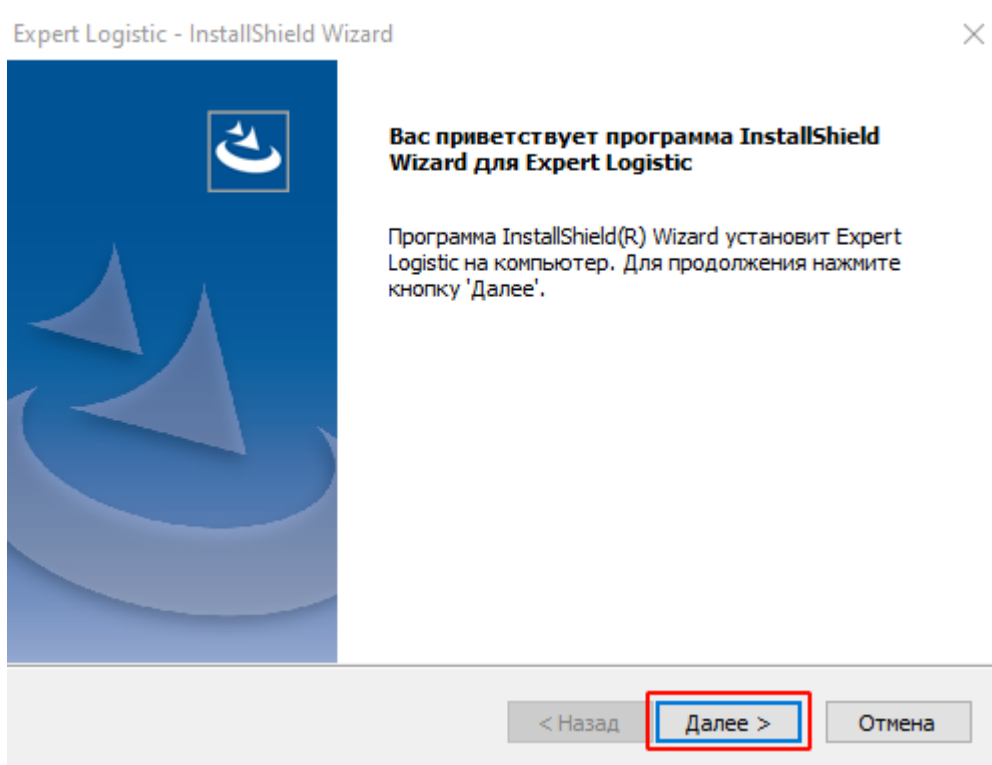 Expert Logistic - InstallShield Wizard
Вас приветствует программа InstallShield
Wizard для Expert Logistic
Программа InstallShield(R) Wizard установит Expert
Logistic на компьютер. Для продолжения нажмите
кнопку 'Далее'.
< Назад
Далее >
Отмена